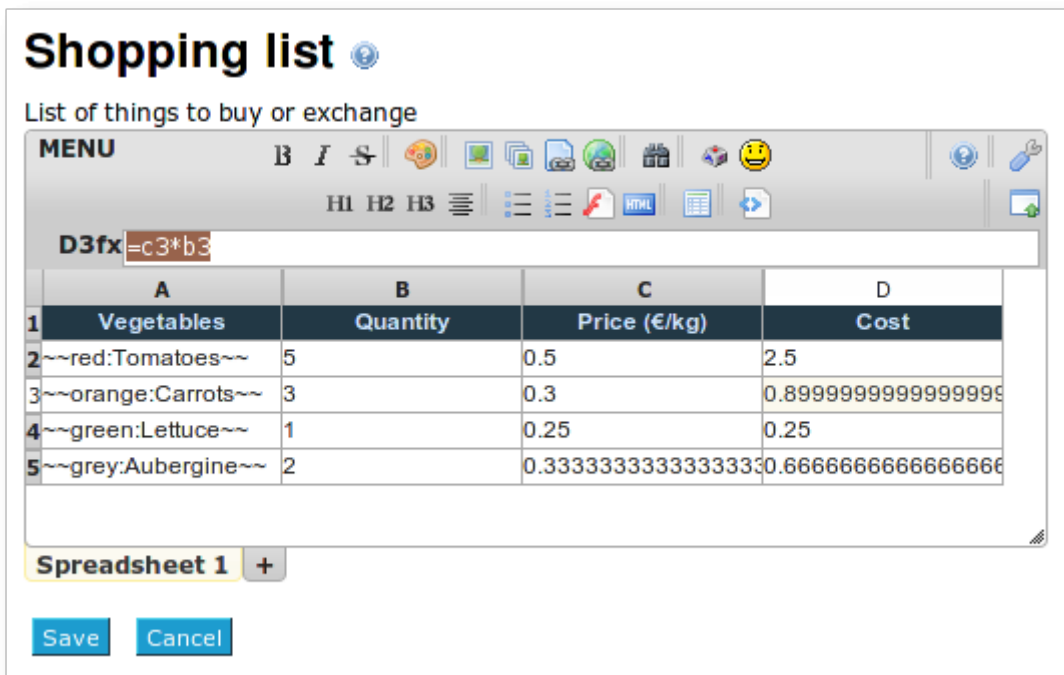 Shopping list
List of things to buy or exchange
MENU B I S
H1 H2 H3 HTML
D3fx =c3*b3
A B C D
1 Vegetables Quantity Price (€/kg) Cost
2 ~~red:Tomatoes~~ 5 0.5 2.5
3 ~~orange:Carrots~~ 3 0.3 0.8999999999999999
4 ~~green:Lettuce~~ 1 0.25 0.25
5 ~~grey:Aubergine~~ 2 0.3333333333333333 0.6666666666666666
Spreadsheet 1 +
Save Cancel